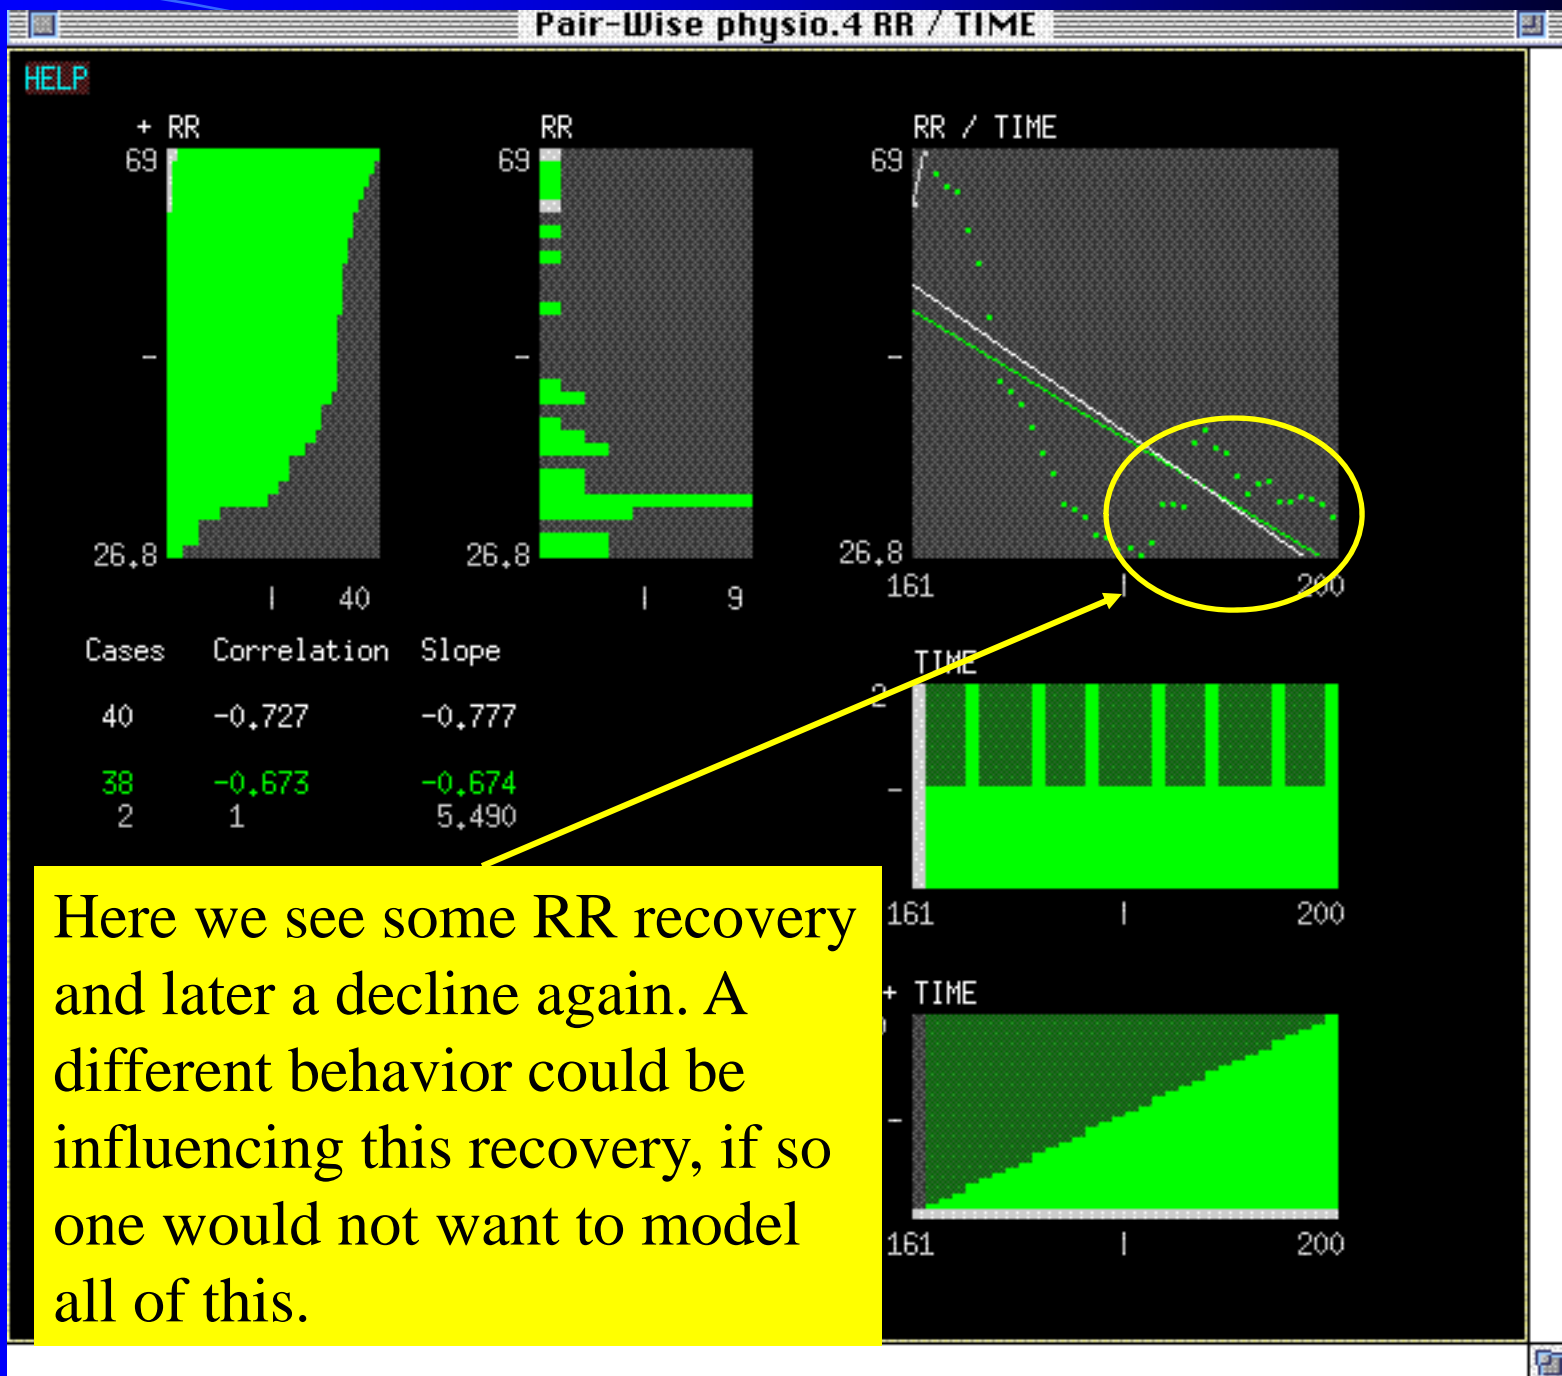 Pair-Wise physio.4 RR / TIME
HELP
+ RR
69
26.8
40
RR
69
26.8
9
RR / TIME
69
26.8
161
200
Cases Correlation Slope
40 -0.727 -0.777
38 -0.673 -0.674
2 1 5.490
TIME
2
161
200
+ TIME
161
200
Here we see some RR recovery
and later a decline again. A
different behavior could be
influencing this recovery, if so
one would not want to model
all of this.